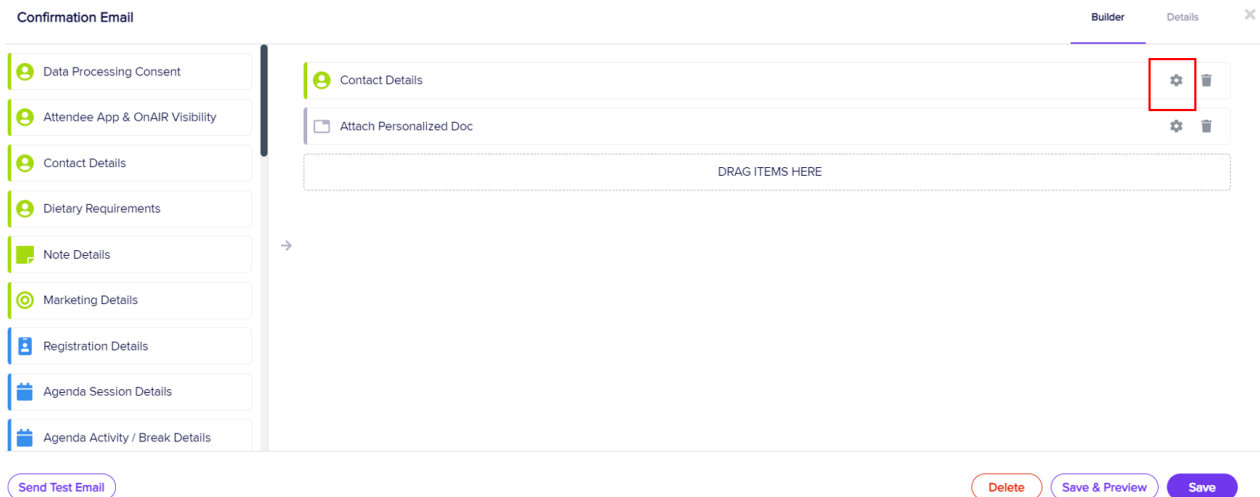 Confirmation Email
Builder
Details
Data Processing Consent
Attendee App & OnAIR Visibility
Contact Details
Dietary Requirements
Note Details
Marketing Details
Registration Details
Agenda Session Details
Agenda Activity / Break Details
Contact Details
Attach Personalized Doc
DRAG ITEMS HERE
Send Test Email
Delete
Save & Preview
Save